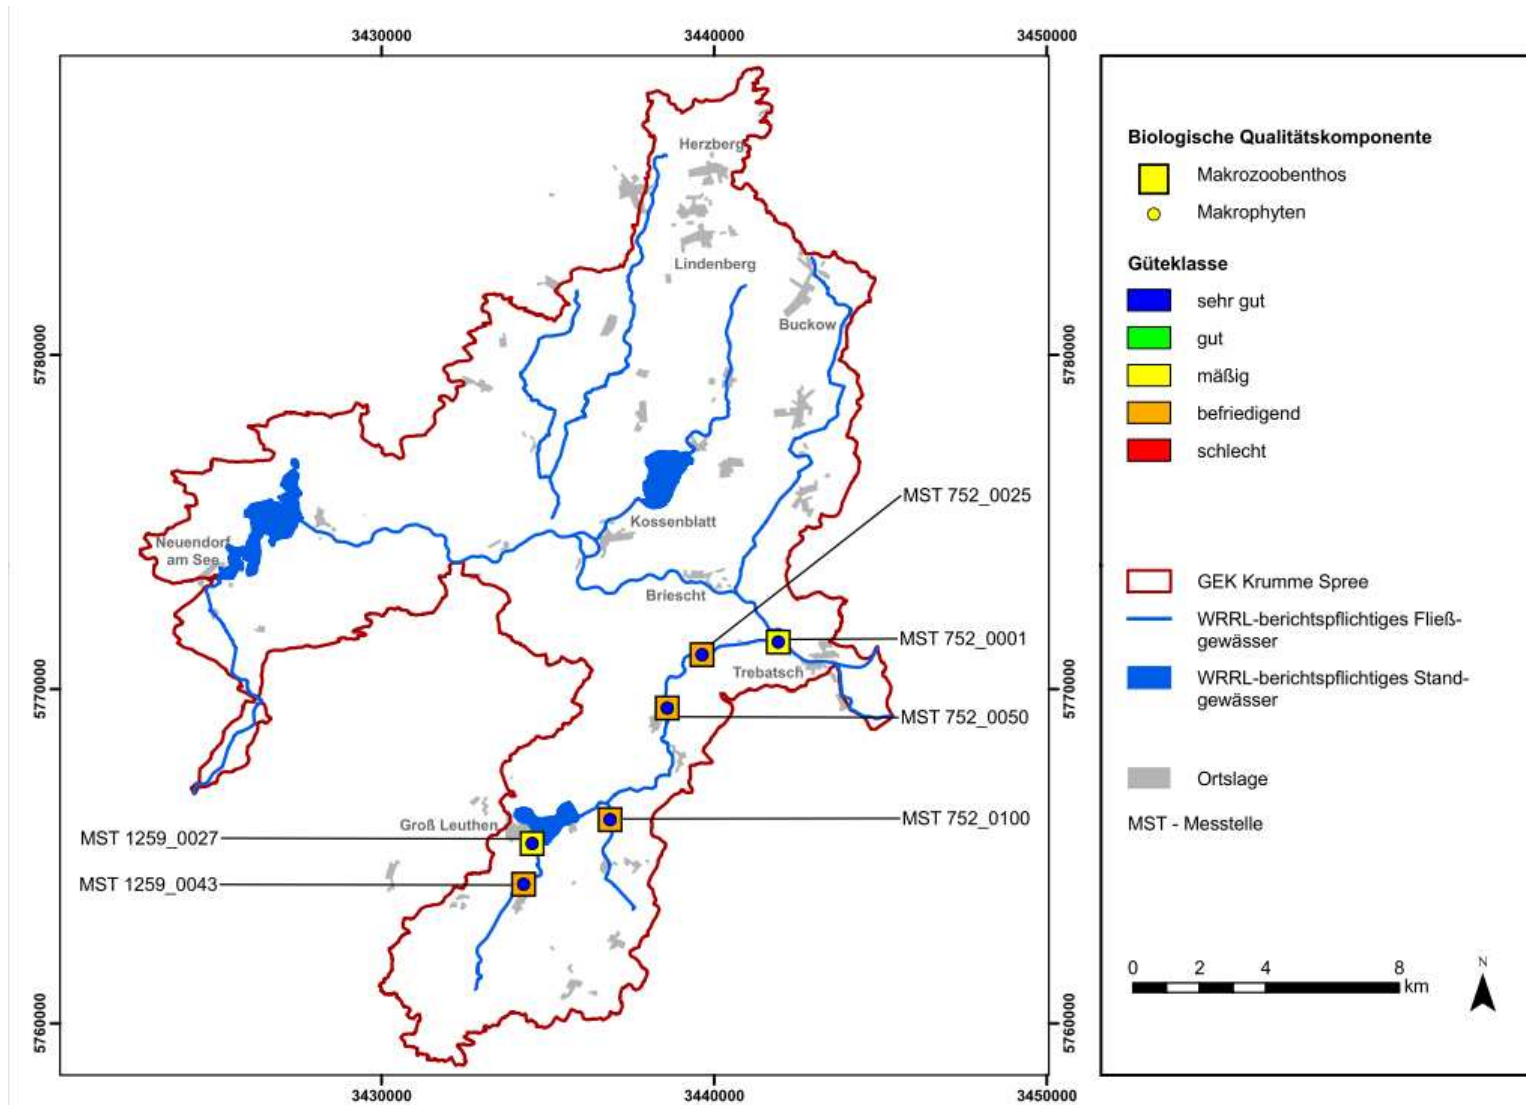 3430000
3440000
3450000
5780000
5770000
5760000
Herzberg
Lindenberg
Buckow
Kossenblatt
Neuendorf
am See
Briescht
Trebatsch
Groß Leuthen
MST 752_0025
MST 752_0001
MST 752_0050
MST 752_0100
MST 1259_0027
MST 1259_0043
5780000
5770000
5760000
3430000
3440000
3450000
Biologische Qualitätskomponente
Makrozoobenthos
Makrophyten
Güteklasse
sehr gut
gut
mäßig
befriedigend
schlecht
GEK Krumme Spree
WRRL-berichtspflichtiges Fließ-
gewässer
WRRL-berichtspflichtiges Stand-
gewässer
Ortslage
MST - Messtelle
0 2 4 8
km
N